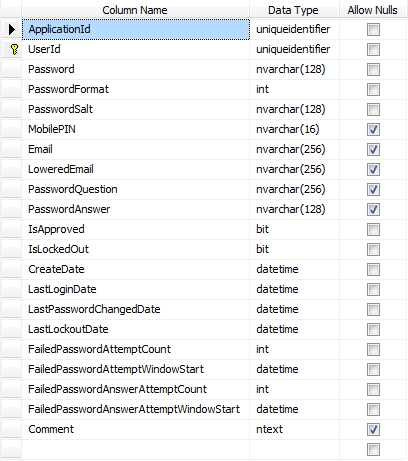 Column Name Data Type Allow Nulls
ApplicationId uniqueidentifier
UserId uniqueidentifier
Password nvarchar(128)
PasswordFormat int
PasswordSalt nvarchar(128)
MobilePIN nvarchar(16)
Email nvarchar(256)
LoweredEmail nvarchar(256)
PasswordQuestion nvarchar(256)
PasswordAnswer nvarchar(128)
IsApproved bit
IsLockedOut bit
CreateDate datetime
LastLoginDate datetime
LastPasswordChangedDate datetime
LastLockoutDate datetime
FailedPasswordAttemptCount int
FailedPasswordAttemptWindowStart datetime
FailedPasswordAnswerAttemptCount int
FailedPasswordAnswerAttemptWindowStart datetime
Comment ntext